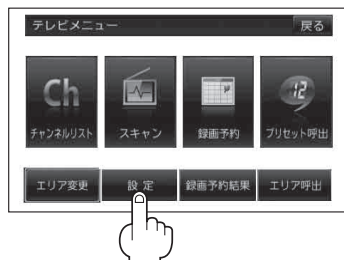 テレビメニュー 戻る
Ch 12
チャンネルリスト スキャン 録画予約 プリセット呼出
エリア変更 設 定 録画予約結果 エリア呼出